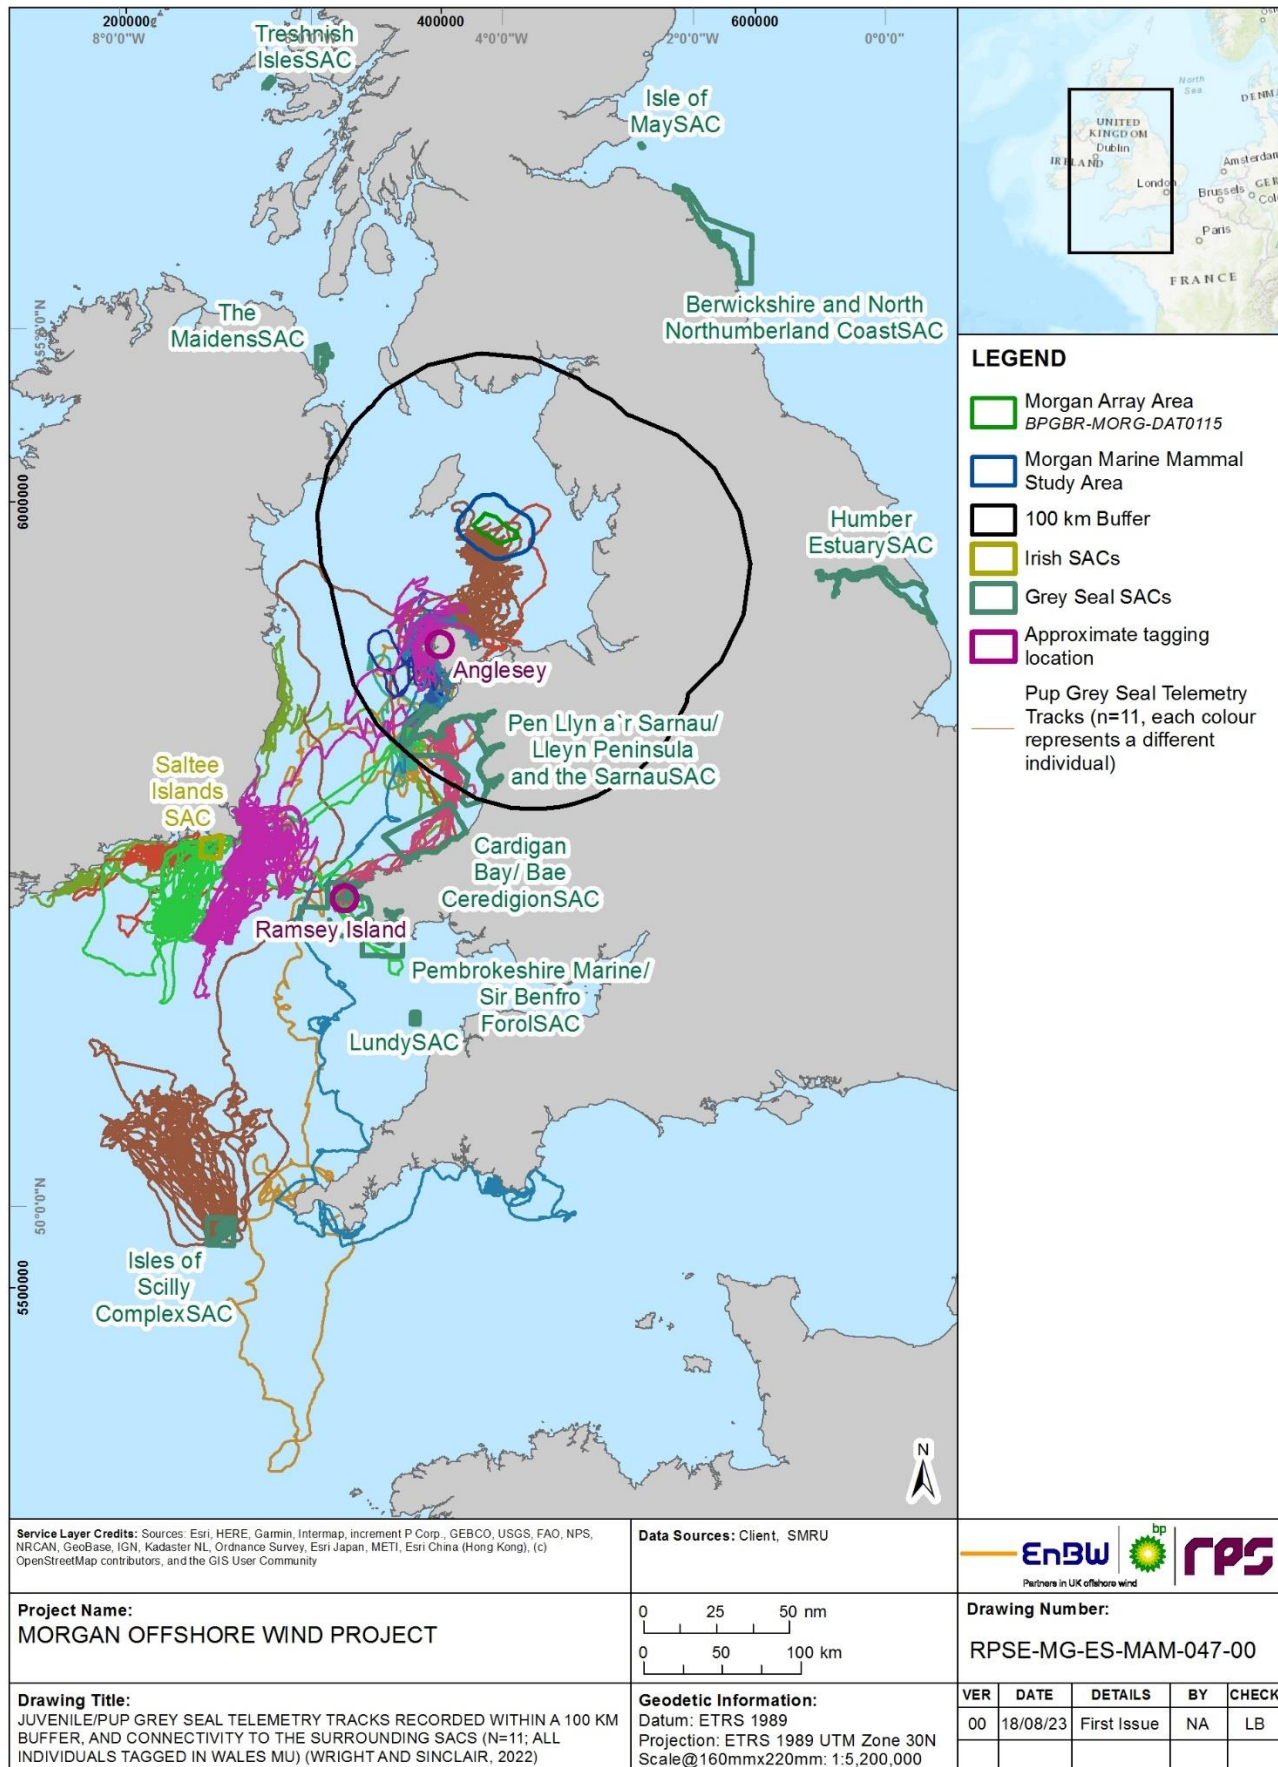 200000
400000
600000
8°0'0"W
4°0'0"W
2°0'0"W
0°0'0"
Treshnish
IslesSAC
Isle of
MaySAC
The
MaidensSAC
Berwickshire and North
Northumberland CoastSAC
55°0'0"N
6000000
Humber
EstuarySAC
Anglesey
Pen Llyn a`r Sarnau/
Lleyn Peninsula
and the SarnauSAC
Saltee
Islands
SAC
Cardigan
Bay/ Bae
CeredigionSAC
Ramsey Island
Pembrokeshire Marine/
Sir Benfro
ForolSAC
LundySAC
50°0'0"N
5500000
Isles of
Scilly
ComplexSAC
N
North
Sea
UNITED
KINGDOM
Dublin
IRELAND
London
Amsterdam
Brussels
Paris
FRANCE
LEGEND
Morgan Array Area
BPGBR-MORG-DAT0115
Morgan Marine Mammal
Study Area
100 km Buffer
Irish SACs
Grey Seal SACs
Approximate tagging
location
Pup Grey Seal Telemetry
Tracks (n=11, each colour
represents a different
individual)
Service Layer Credits: Sources: Esri, HERE, Garmin, Intermap, increment P Corp., GEBCO, USGS, FAO, NPS,
NRCAN, GeoBase, IGN, Kadaster NL, Ordnance Survey, Esri Japan, METI, Esri China (Hong Kong), (c)
OpenStreetMap contributors, and the GIS User Community
Data Sources: Client, SMRU
EnBW
bp
rps
Partners in UK offshore wind
Project Name:
MORGAN OFFSHORE WIND PROJECT
0 25 50 nm
0 50 100 km
Drawing Number:
RPSE-MG-ES-MAM-047-00
Drawing Title:
JUVENILE/PUP GREY SEAL TELEMETRY TRACKS RECORDED WITHIN A 100 KM
BUFFER, AND CONNECTIVITY TO THE SURROUNDING SACS (N=11; ALL
INDIVIDUALS TAGGED IN WALES MU) (WRIGHT AND SINCLAIR, 2022)
Geodetic Information:
Datum: ETRS 1989
Projection: ETRS 1989 UTM Zone 30N
Scale@160mmx220mm: 1:5,200,000
VER DATE DETAILS BY CHECK
00 18/08/23 First Issue NA LB